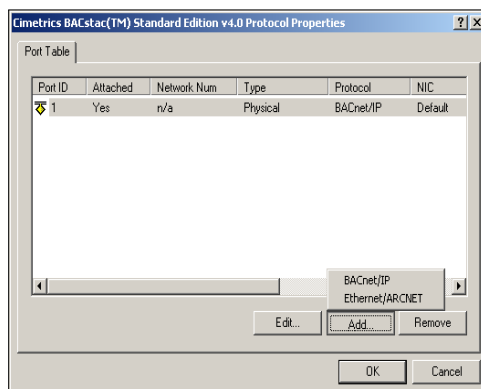 Cimetrics BACstac(TM) Standard Edition v4.0 Protocol Properties
Port Table
Port ID Attached Network Num Type Protocol NIC
1 Yes n/a Physical BACnet/IP Default
BACnet/IP
Ethernet/ARCNET
Edit... Add... Remove
OK Cancel